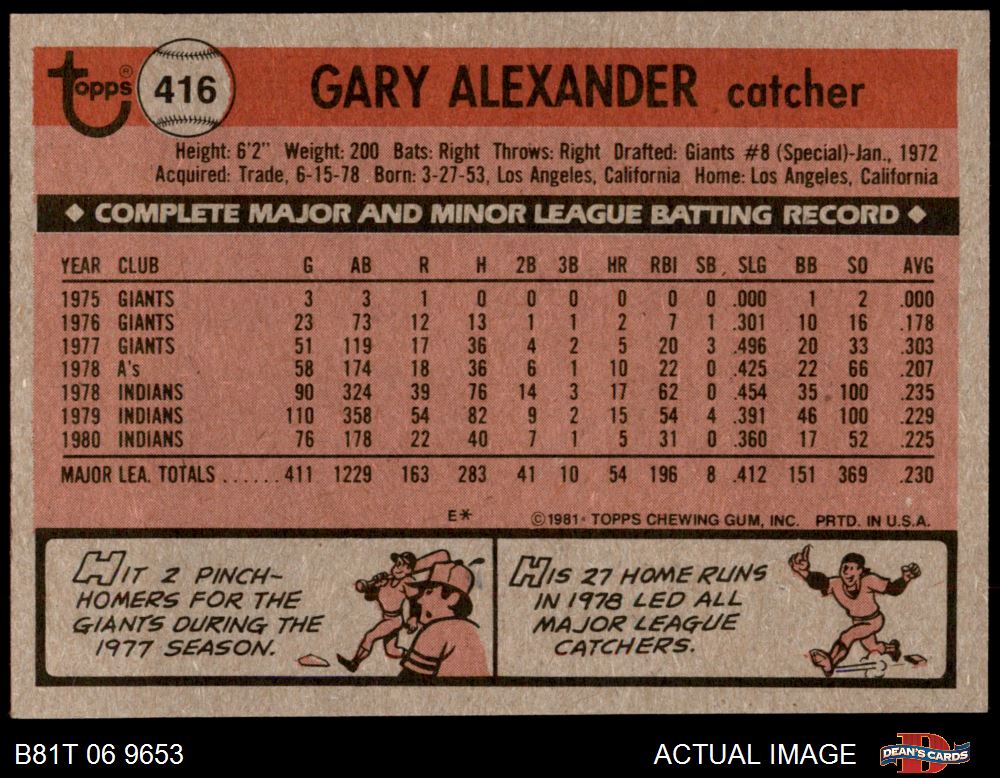 topps® 416 GARY ALEXANDER catcher
Height: 6'2" Weight: 200 Bats: Right Throws: Right Drafted: Giants #8 (Special)-Jan., 1972
Acquired: Trade, 6-15-78 Born: 3-27-53, Los Angeles, California Home: Los Angeles, California
◆ COMPLETE MAJOR AND MINOR LEAGUE BATTING RECORD ◆
YEAR CLUB G AB R H 2B 3B HR RBI SB SLG BB SO AVG
1975 GIANTS 3 3 1 0 0 0 0 0 0 .000 1 2 .000
1976 GIANTS 23 73 12 13 1 1 2 7 1 .301 10 16 .178
1977 GIANTS 51 119 17 36 4 2 5 20 3 .496 20 33 .303
1978 A's 58 174 18 36 6 1 10 22 0 .425 22 66 .207
1978 INDIANS 90 324 39 76 14 3 17 62 0 .454 35 100 .235
1979 INDIANS 110 358 54 82 9 2 15 54 4 .391 46 100 .229
1980 INDIANS 76 178 22 40 7 1 5 31 0 .360 17 52 .225
MAJOR LEA. TOTALS ...... 411 1229 163 283 41 10 54 196 8 .412 151 369 .230
E* ©1981 TOPPS CHEWING GUM, INC. PRTD. IN U.S.A.
HIT 2 PINCH-
HOMERS FOR THE
GIANTS DURING THE
1977 SEASON.
HIS 27 HOME RUNS
IN 1978 LED ALL
MAJOR LEAGUE
CATCHERS.
B81T 06 9653 ACTUAL IMAGE DEAN'S CARDS